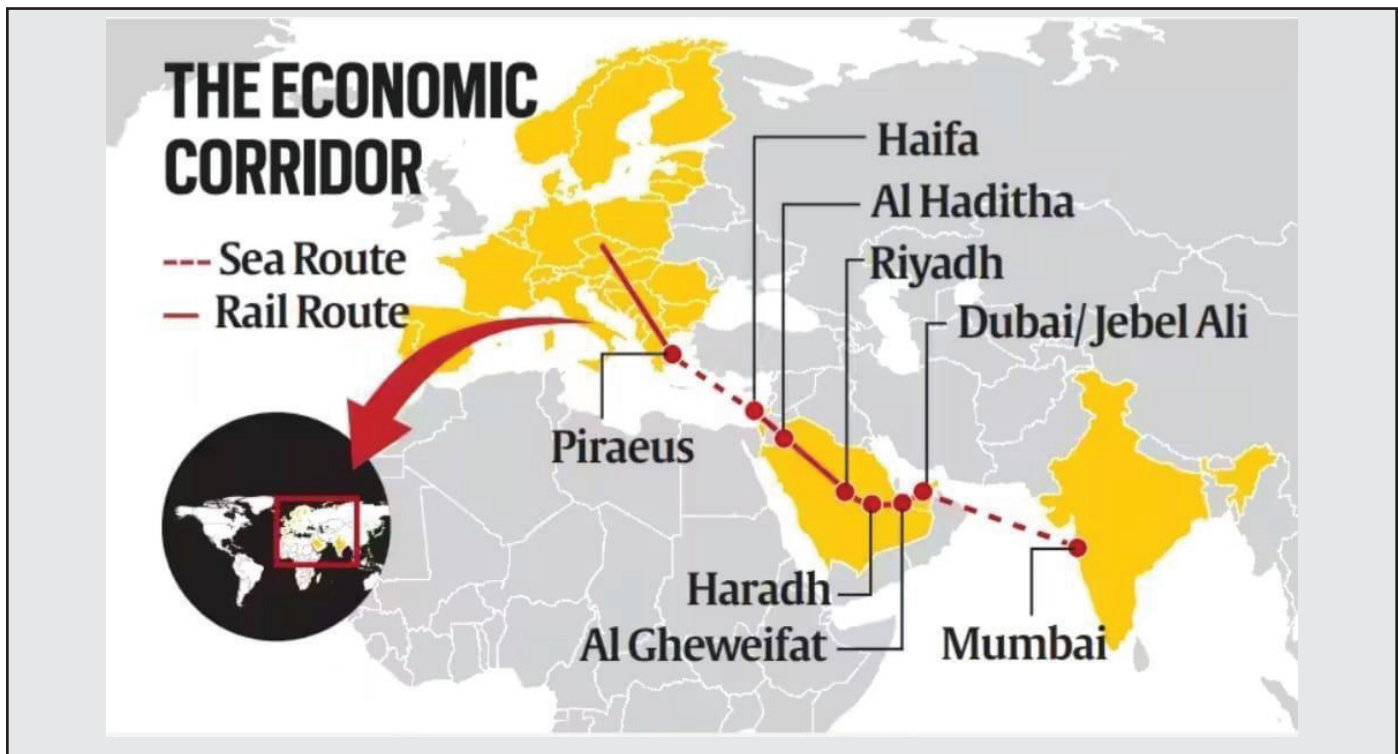 THE ECONOMIC
CORRIDOR
Sea Route
Rail Route
Haifa
Al Haditha
Riyadh
Dubai/Jebel Ali
Piraeus
Haradh
Al Gheweifat
Mumbai